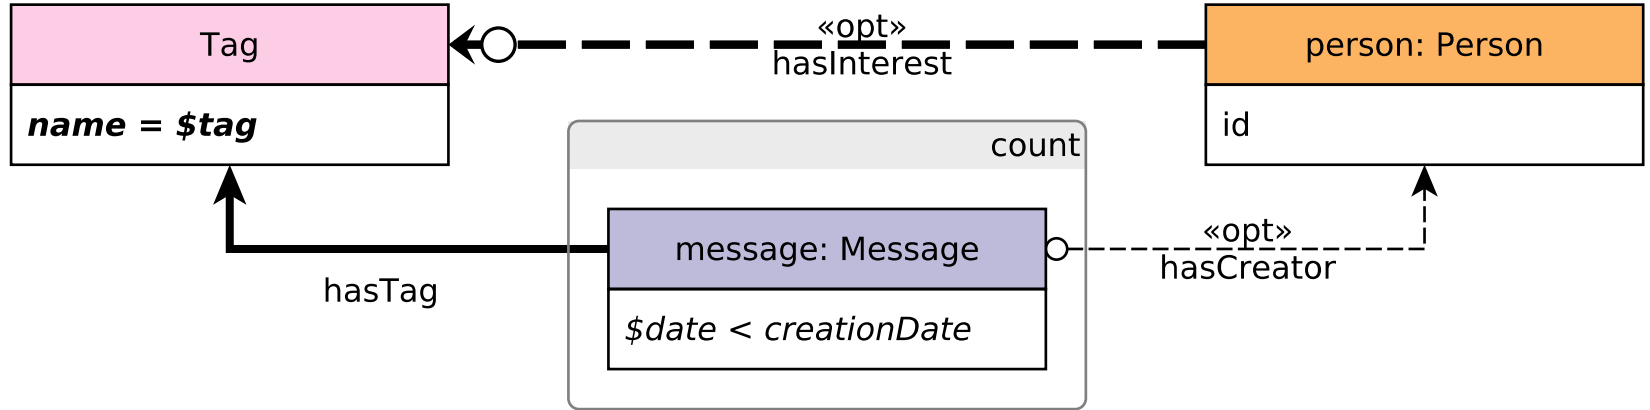 Tag
name = $tag
«opt»
hasInterest
person: Person
id
count
message: Message
$date < creationDate
hasTag
«opt»
hasCreator